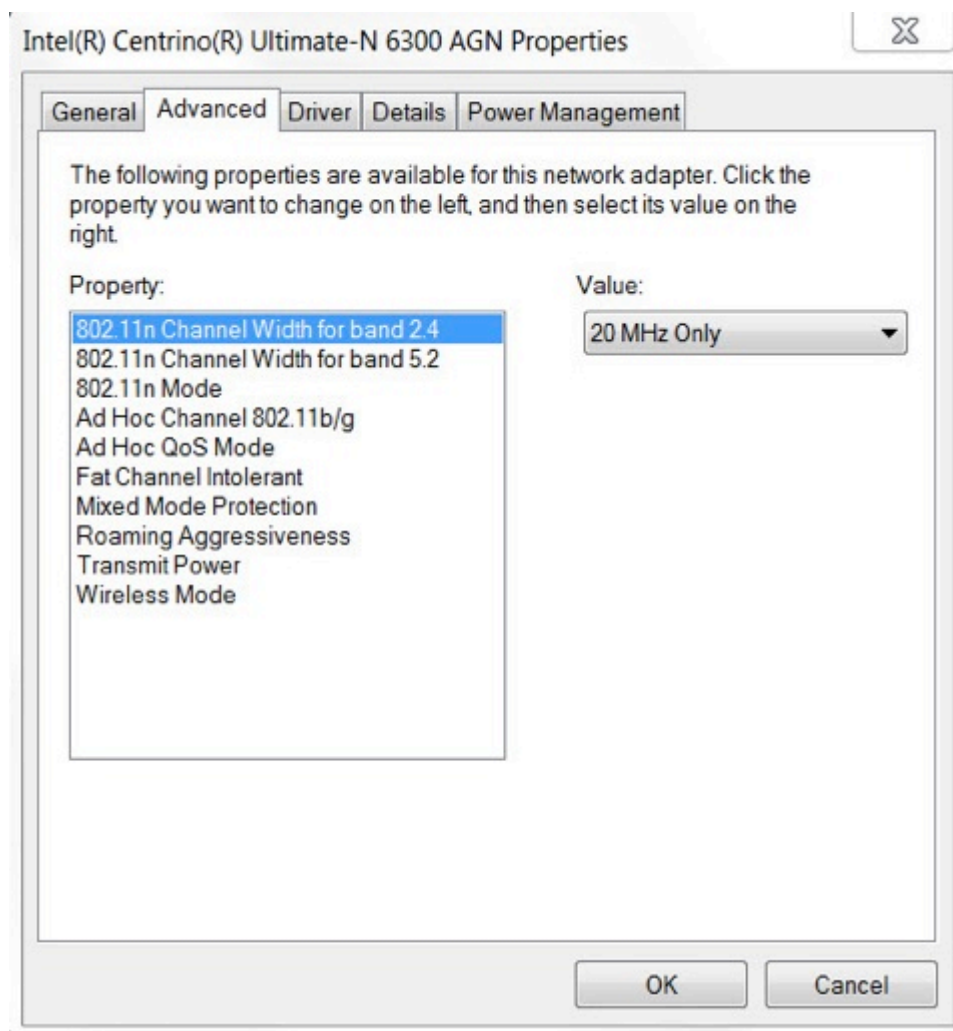 Intel(R) Centrino(R) Ultimate-N 6300 AGN Properties
General Advanced Driver Details Power Management
The following properties are available for this network adapter. Click the
property you want to change on the left, and then select its value on the
right.
Property: Value:
802.11n Channel Width for band 2.4 20 MHz Only
802.11n Channel Width for band 5.2
802.11n Mode
Ad Hoc Channel 802.11b/g
Ad Hoc QoS Mode
Fat Channel Intolerant
Mixed Mode Protection
Roaming Aggressiveness
Transmit Power
Wireless Mode
OK Cancel